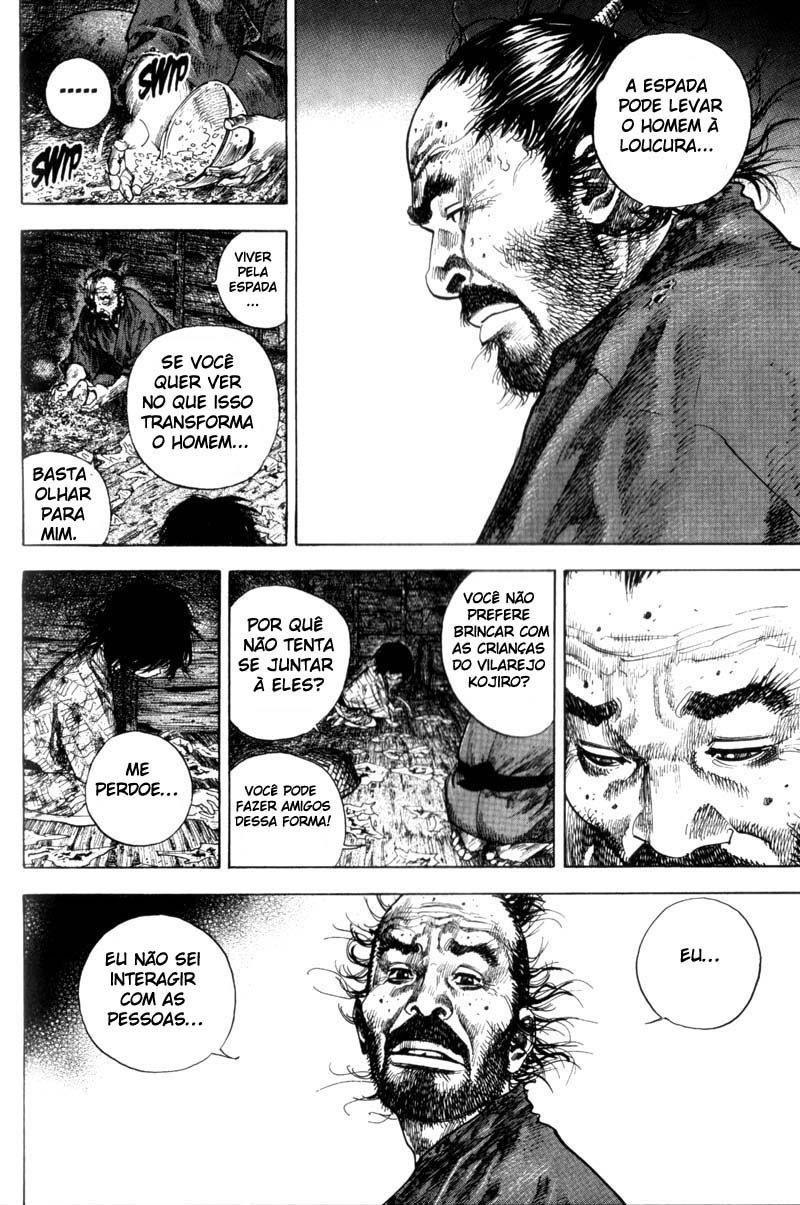 A ESPADA
PODE LEVAR
O HOMEM À
LOUCURA...
SWIP
.....
SWIP
VIVER
PELA
ESPADA
...
SE VOCÊ
QUER VER
NO QUE ISSO
TRANSFORMA
O HOMEM...
BASTA
OLHAR
PARA
MIM.
VOCÊ NÃO
PREFERE
BRINCAR COM
AS CRIANÇAS
DO VILAREJO
KOJIRO?
POR QUÊ
NÃO TENTA
SE JUNTAR
À ELES?
VOCÊ PODE
FAZER AMIGOS
DESSA FORMA!
ME
PERDOE...
EU...
EU NÃO SEI
INTERAGIR
COM AS
PESSOAS...